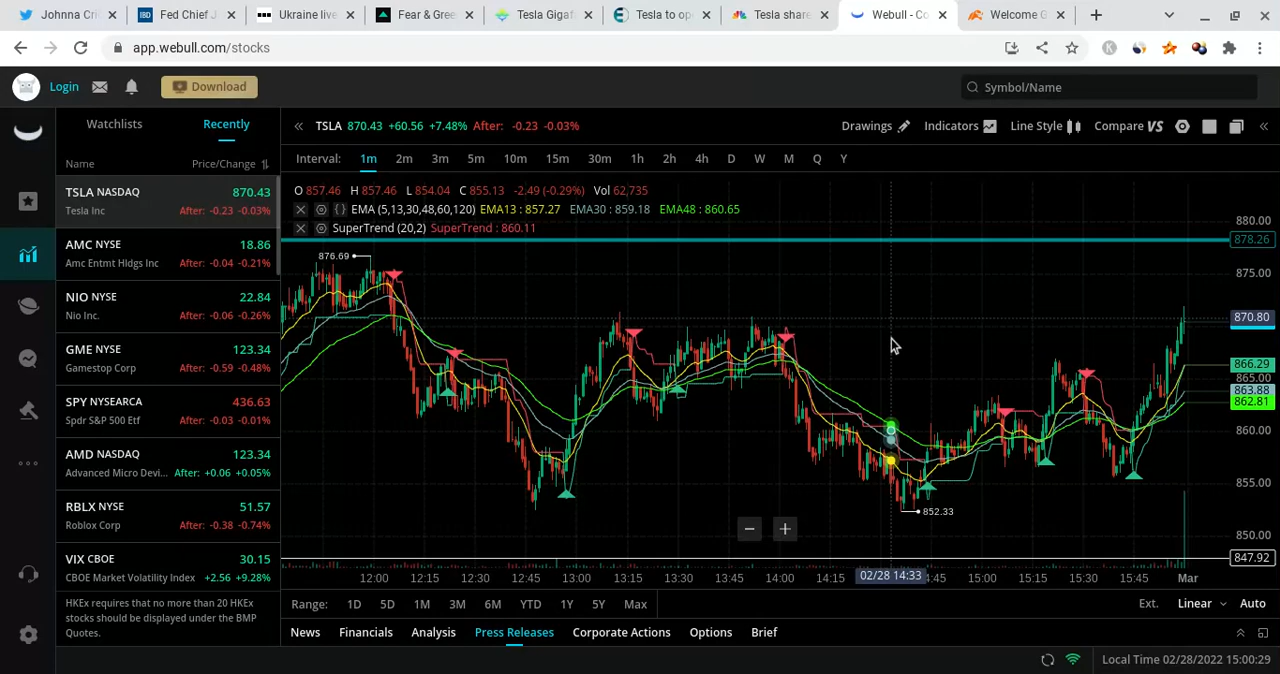 Johnna Cri
Fed Chief J
Ukraine live
Fear & Gre
Tesla Gigaf
Tesla to op
Tesla share
Webull - Co
Welcome G
app.webull.com/stocks
Login
Download
Symbol/Name
Watchlists
Recently
Name
Price/Change
TSLA NASDAQ 870.43
Tesla Inc After: -0.23 -0.03%
AMC NYSE 18.86
Amc Entmt Hldgs Inc After: -0.04 -0.21%
NIO NYSE 22.84
Nio Inc. After: -0.06 -0.26%
GME NYSE 123.34
Gamestop Corp After: -0.59 -0.48%
SPY NYSEARCA 436.63
Spdr S&P 500 Etf After: -0.03 -0.01%
AMD NASDAQ 123.34
Advanced Micro Devi... After: +0.06 +0.05%
RBLX NYSE 51.57
Roblox Corp After: -0.38 -0.74%
VIX CBOE 30.15
CBOE Market Volatility Index +2.56 +9.28%
HKEx requires that no more than 20 HKEx
stocks should be displayed under the BMP
Quotes.
TSLA 870.43 +60.56 +7.48% After: -0.23 -0.03%
Drawings
Indicators
Line Style
Compare VS
Interval: 1m 2m 3m 5m 10m 15m 30m 1h 2h 4h D W M Q Y
O 857.46 H 857.46 L 854.04 C 855.13 -2.49 (-0.29%) Vol 62,735
EMA (5,13,30,48,60,120) EMA13 : 857.27 EMA30 : 859.18 EMA48 : 860.65
SuperTrend (20,2) SuperTrend : 860.11
876.69
852.33
880.00
878.26
875.00
870.80
866.29
865.00
863.88
862.81
860.00
855.00
850.00
847.92
12:00 12:15 12:30 12:45 13:00 13:15 13:30 13:45 14:00 14:15 02/28 14:33 :45 15:00 15:15 15:30 15:45 Mar
Range: 1D 5D 1M 3M 6M YTD 1Y 5Y Max
Ext. Linear Auto
News Financials Analysis Press Releases Corporate Actions Options Brief
Local Time 02/28/2022 15:00:29